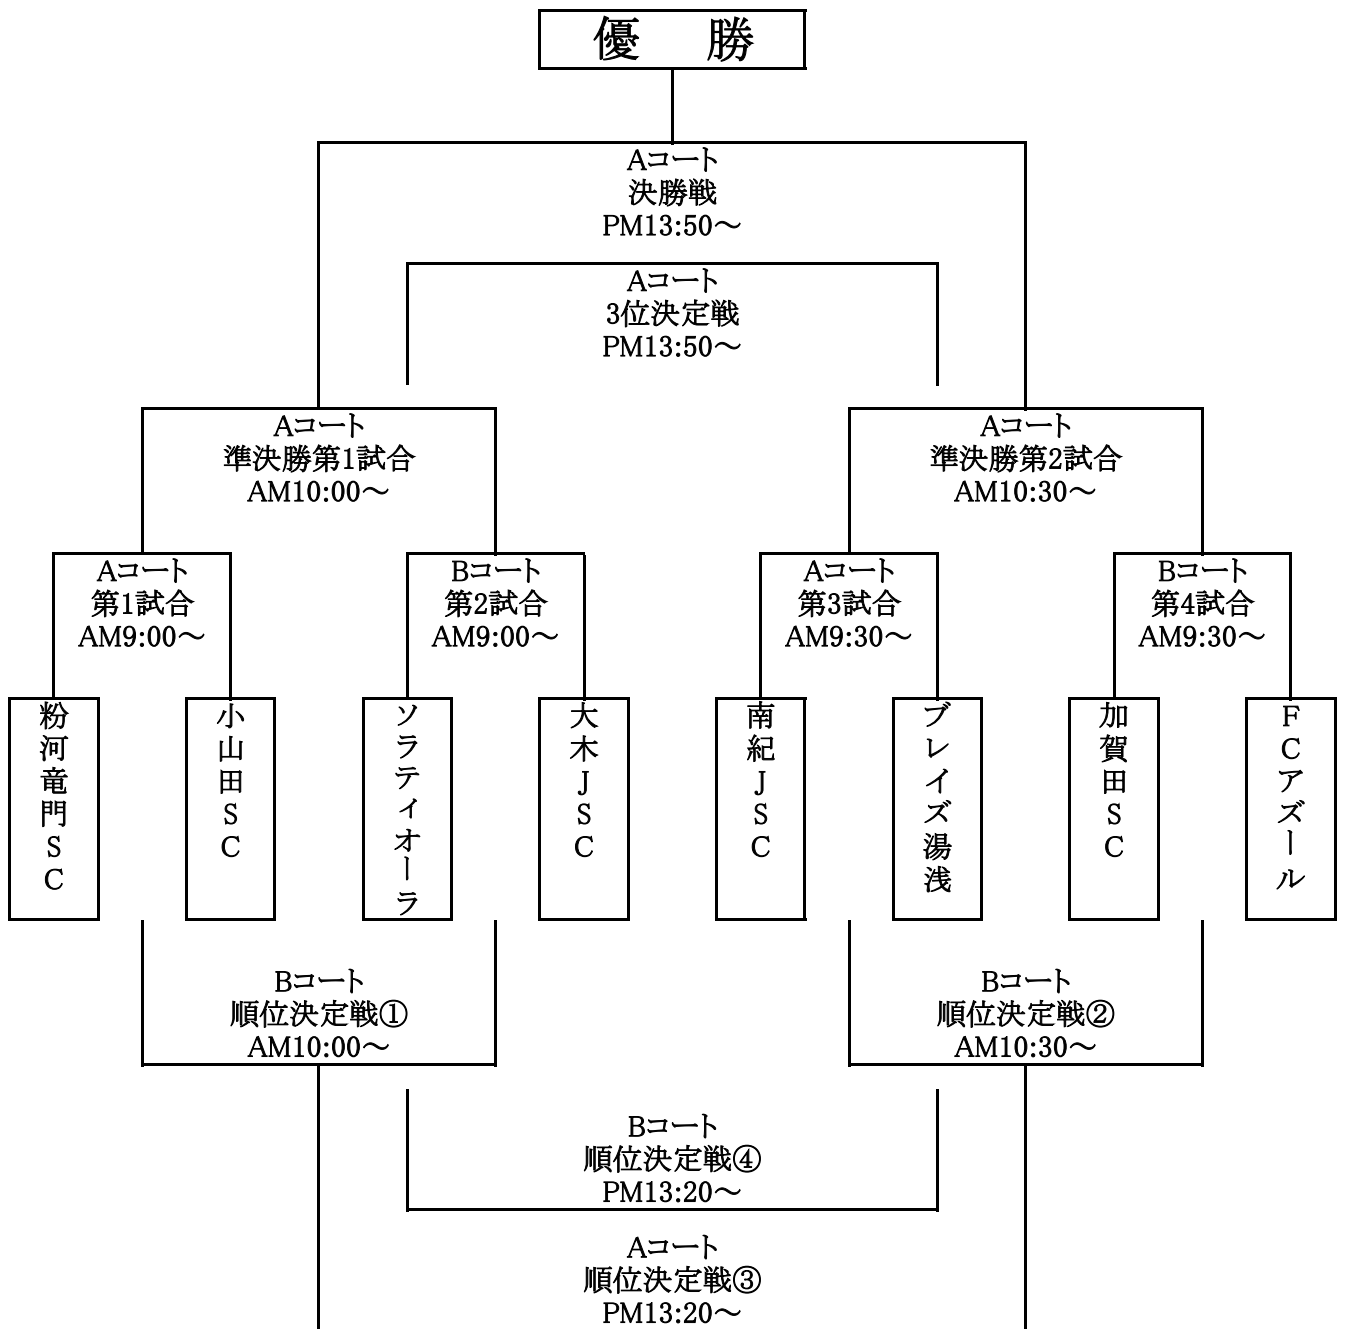 優　勝
Aコート
決勝戦
PM13:50～
Aコート
3位決定戦
PM13:50～
Aコート
準決勝第1試合
AM10:00～
Aコート
準決勝第2試合
AM10:30～
Aコート
第1試合
AM9:00～
Bコート
第2試合
AM9:00～
Aコート
第3試合
AM9:30～
Bコート
第4試合
AM9:30～
粉河竜門SC
小山田SC
ソラティオーラ
大木JSC
南紀JSC
ブレイズ湯浅
加賀田SC
FCアズール
Bコート
順位決定戦①
AM10:00～
Bコート
順位決定戦②
AM10:30～
Bコート
順位決定戦④
PM13:20～
Aコート
順位決定戦③
PM13:20～